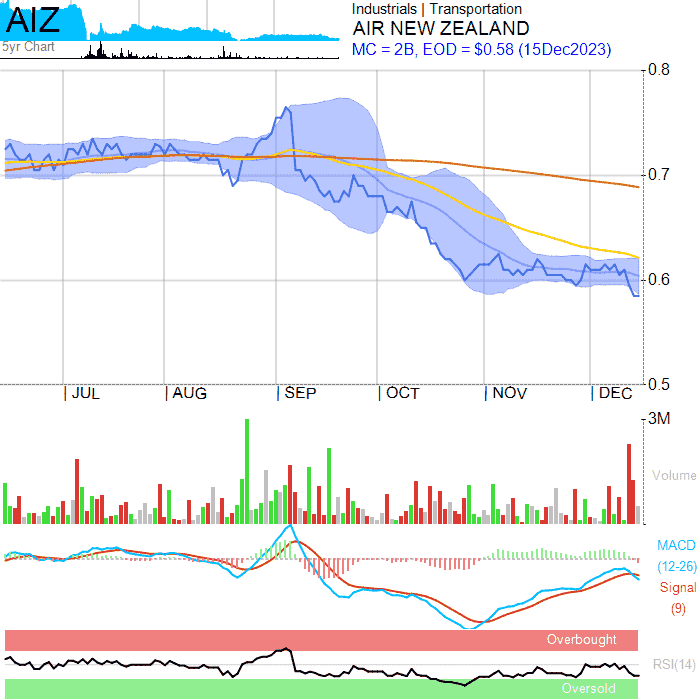 AIZ
5yr Chart
Industrials | Transportation
AIR NEW ZEALAND
MC = 2B, EOD = $0.58 (15Dec2023)
0.8
0.7
0.6
0.5
| JUL | AUG | SEP | OCT | NOV | DEC
3M
Volume
MACD
(12-26)
Signal
(9)
Overbought
RSI(14)
Oversold